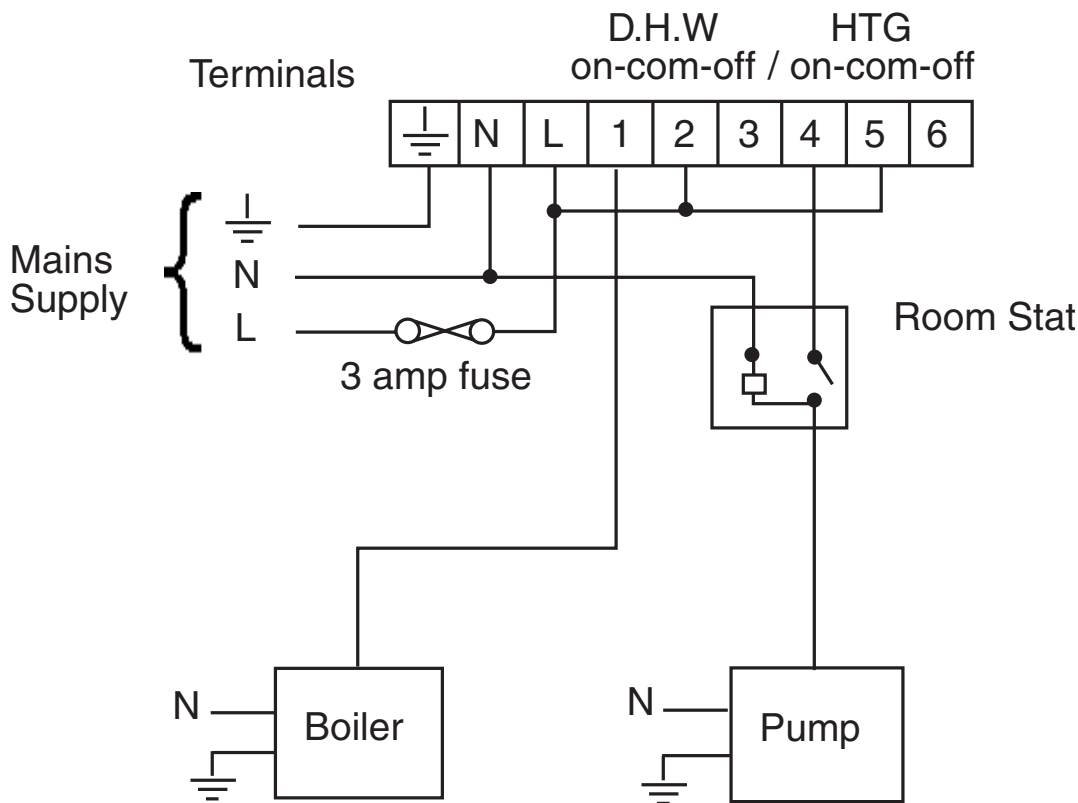 D.H.W HTG
on-com-off / on-com-off
Terminals
N L 1 2 3 4 5 6
Mains
Supply
N
L
3 amp fuse
Room Stat
N
Boiler
N
Pump